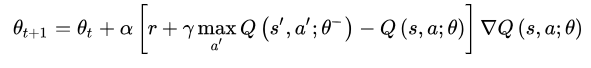 θ_{t+1} = θ_t + α [ r + γ max_{a′} Q (s′, a′; θ⁻) − Q (s, a; θ) ] ∇Q (s, a; θ)